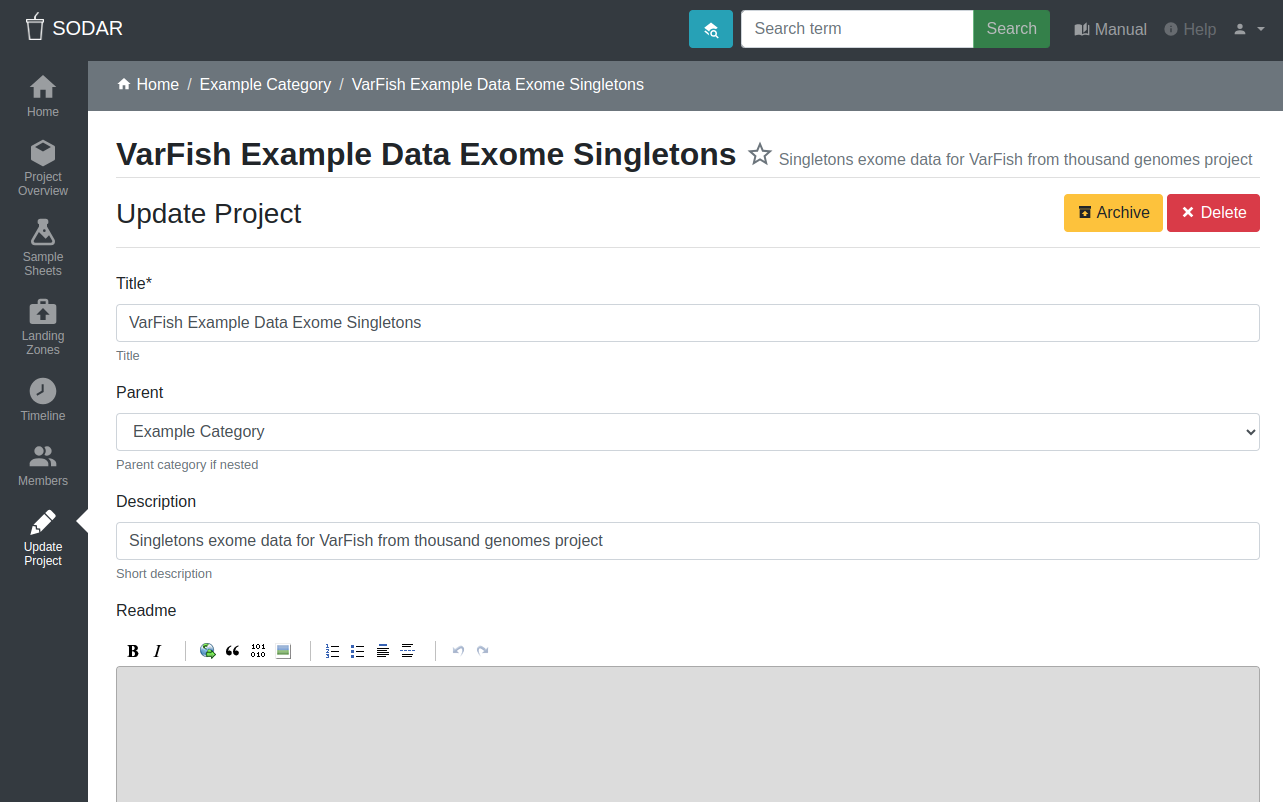 SODAR
Search term
Search
Manual
Help
Home
Project
Overview
Sample
Sheets
Landing
Zones
Timeline
Members
Update
Project
Home / Example Category / VarFish Example Data Exome Singletons
VarFish Example Data Exome Singletons Singletons exome data for VarFish from thousand genomes project
Update Project
Archive
Delete
Title*
VarFish Example Data Exome Singletons
Title
Parent
Example Category
Parent category if nested
Description
Singletons exome data for VarFish from thousand genomes project
Short description
Readme
B I